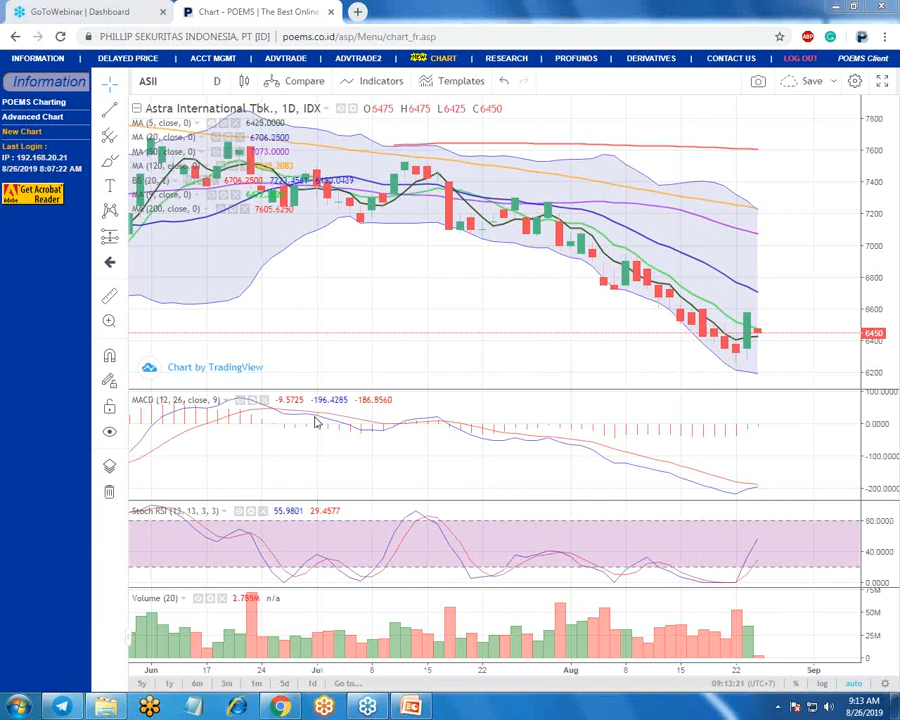 GoToWebinar | Dashboard
Chart - POEMS | The Best Online
PHILLIP SEKURITAS INDONESIA, PT [ID] | poems.co.id/asp/Menu/chart_fr.asp
INFORMATION DELAYED PRICE ACCT MGMT ADVTRADE ADVTRADE2 NEW CHART RESEARCH PROFUNDS DERIVATIVES CONTACT US LOG OUT POEMS Client
Information
POEMS Charting
Advanced Chart
New Chart
Last Login :
IP : 192.168.20.21
8/26/2019 8:07:22 AM
Get Acrobat Reader
Adobe
ASII D Compare Indicators Templates Save
Astra International Tbk., 1D, IDX O6475 H6475 L6425 C6450
MA (5, close, 0) 6425.0000
MA (20, close, 0) 6706.2500
7073.0000
MA (120, close, 0)
6706.2500
MA (200, close, 0) 7605.6250
7800
7600
7400
7200
7000
6800
6600
6450
6400
6200
Chart by TradingView
MACD (12, 26, close, 9) -9.5725 -196.4285 -186.8560
100.0000
0.0000
-100.0000
-200.0000
Stoch RSI (13, 13, 3, 3) 55.9801 29.4577
80.0000
40.0000
0.0000
Volume (20) 2.785M n/a
75M
50M
25M
0
Jun 17 24 Jul 8 15 22 Aug 8 15 22 Sep
5y 1y 6m 3m 1m 5d 1d Go to...
09:13:21 (UTC+7) % log auto
9:13 AM
8/26/2019